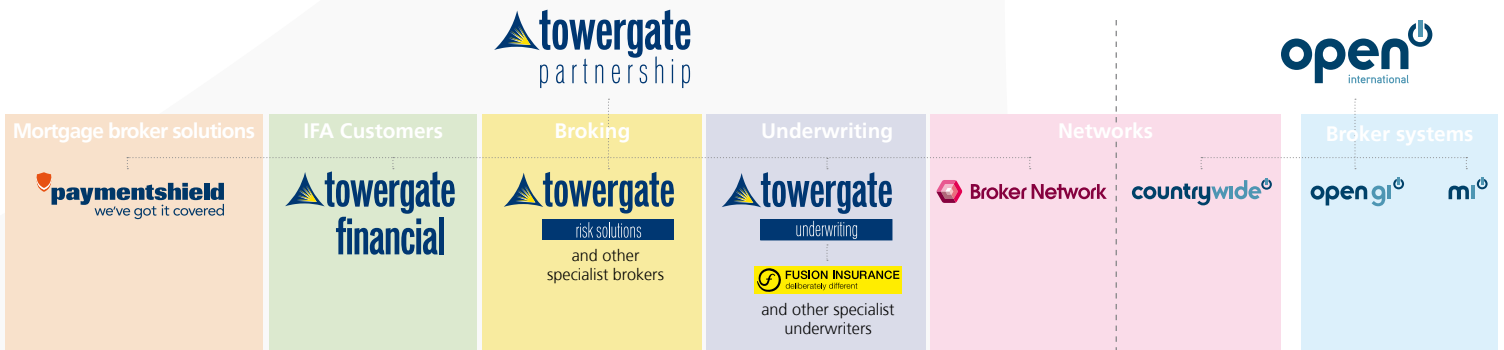 towergate
partnership
open
international
Mortgage broker solutions
IFA Customers
Broking
Underwriting
Networks
Broker systems
paymentshield
we've got it covered
towergate
financial
towergate
risk solutions
and other
specialist brokers
towergate
underwriting
FUSION INSURANCE
deliberately different
and other specialist
underwriters
Broker Network
countrywide
open gi
mi